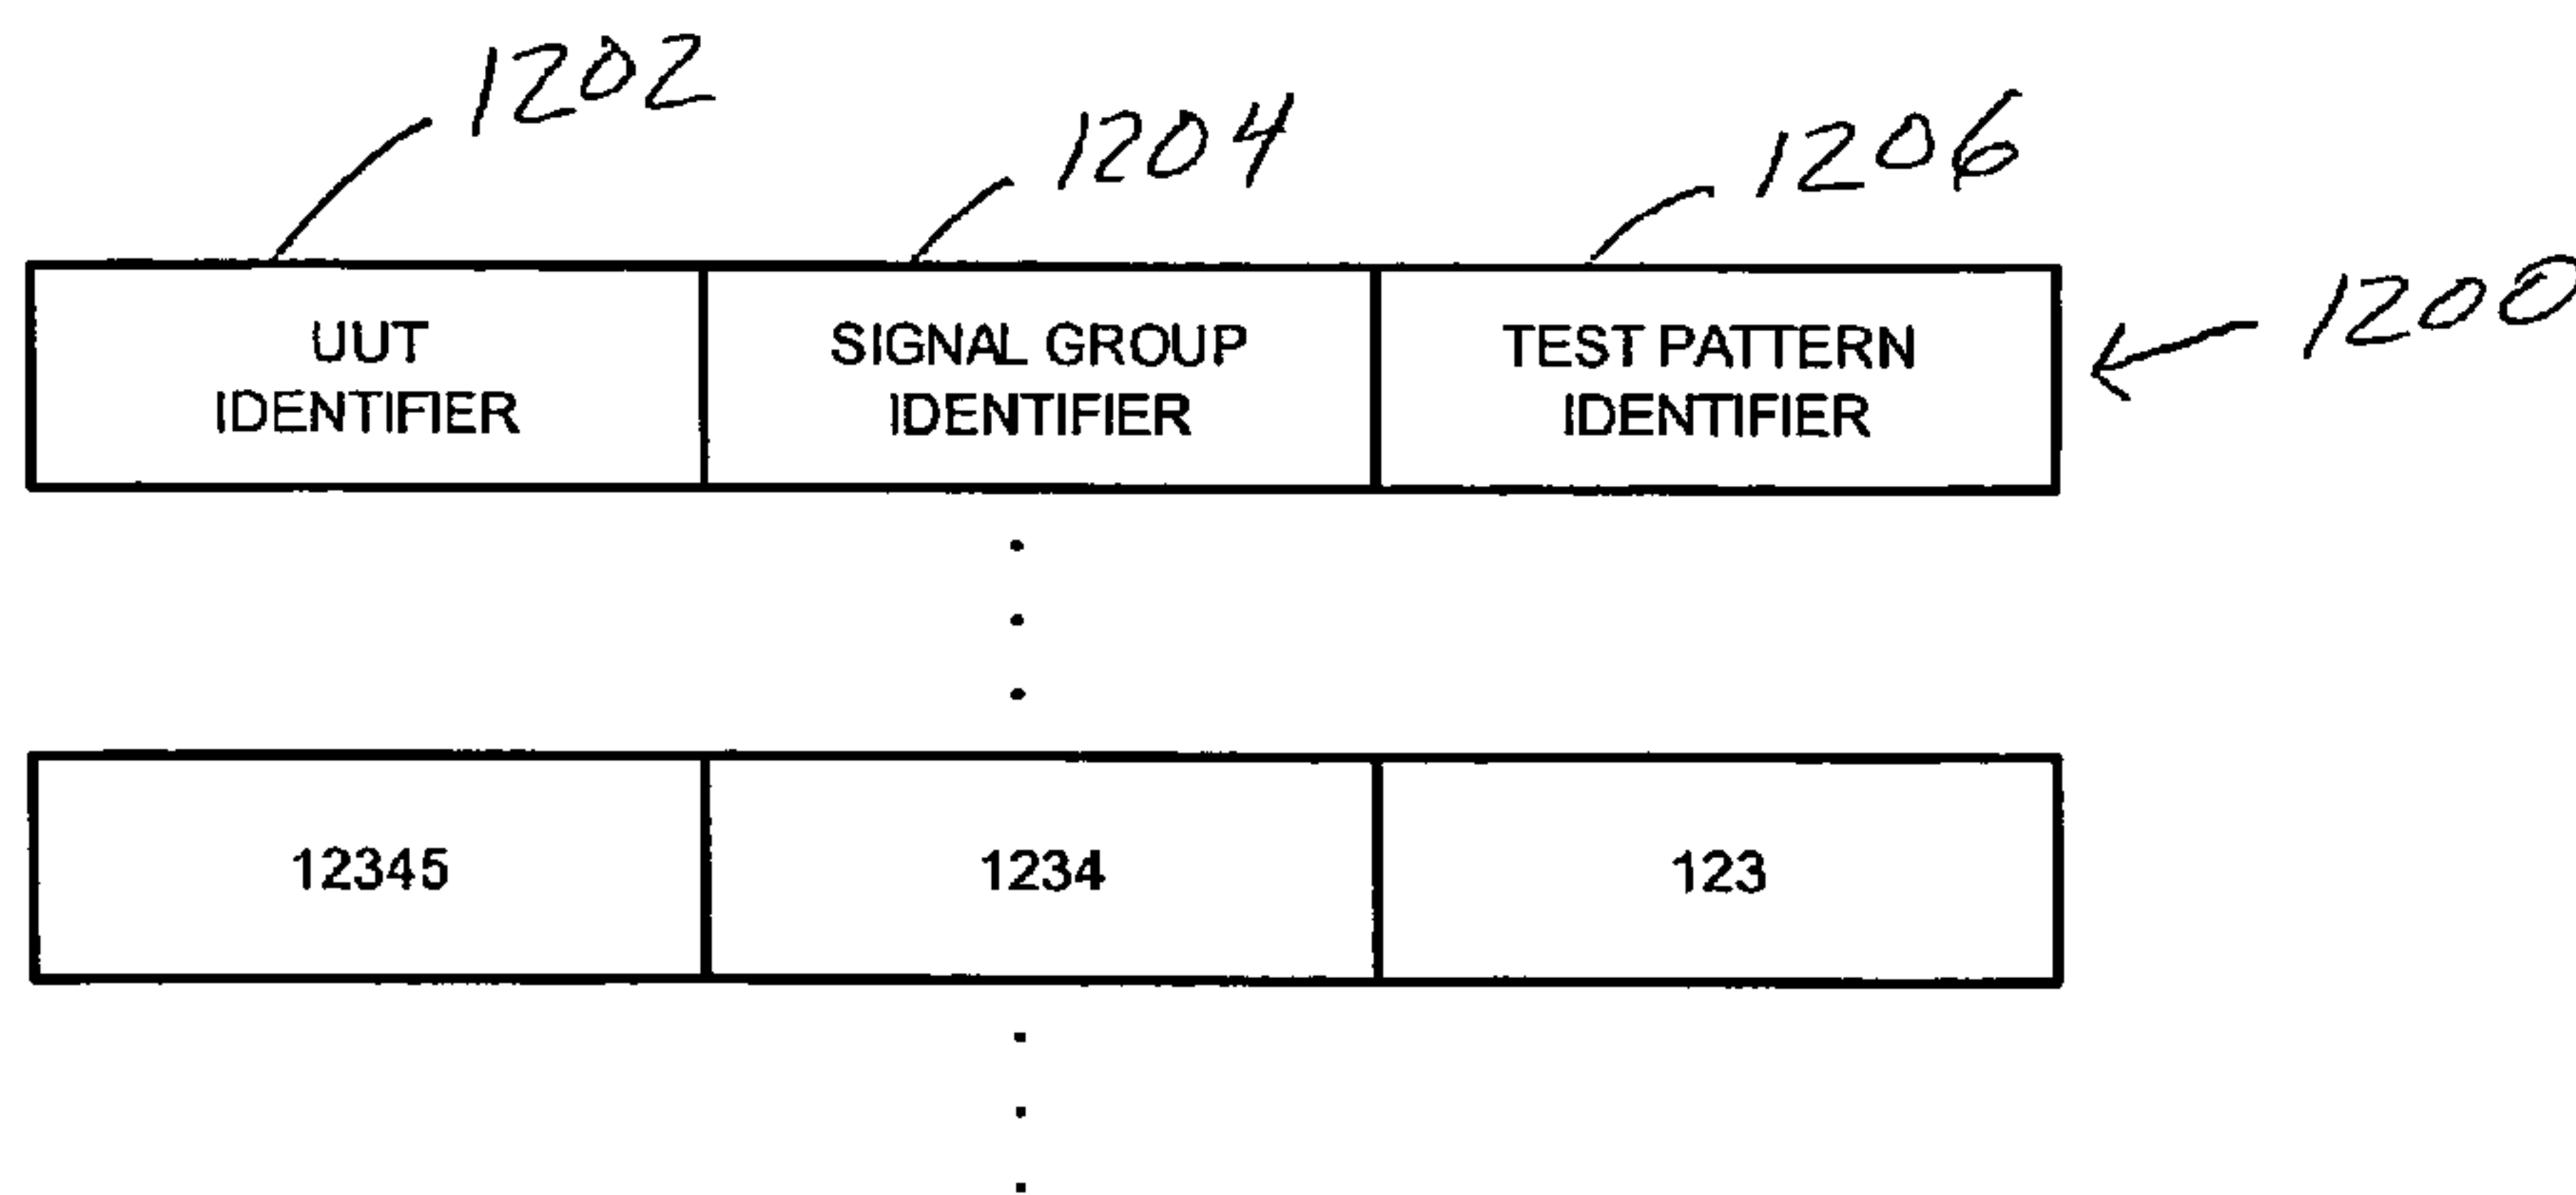 1202
1204
1206
1200
UUT
IDENTIFIER
SIGNAL GROUP
IDENTIFIER
TEST PATTERN
IDENTIFIER
12345
1234
123